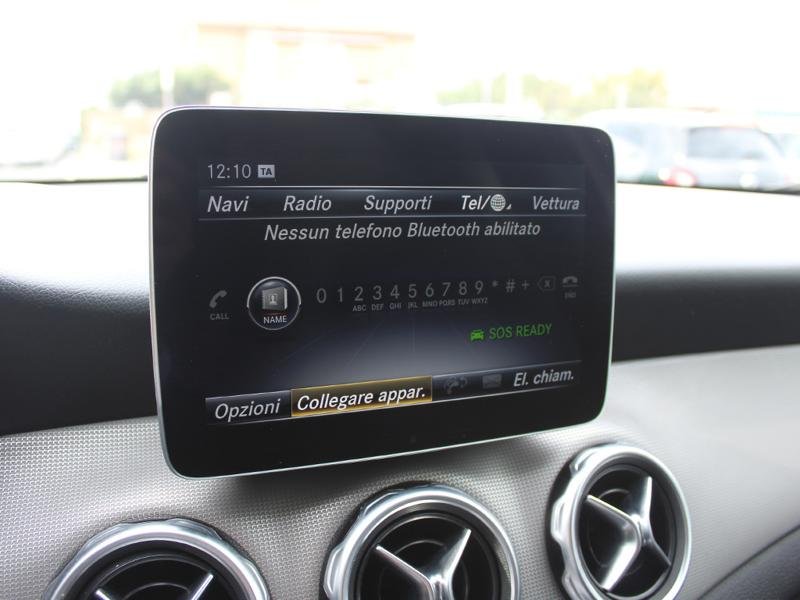 12:10 TA
Navi Radio Supporti Tel/ Vettura
Nessun telefono Bluetooth abilitato
CALL NAME 0 1 2 3 4 5 6 7 8 9 * # + X END
ABC DEF GHI JKL MNO PQRS TUV WXYZ
SOS READY
Opzioni Collegare appar. El. chiam.